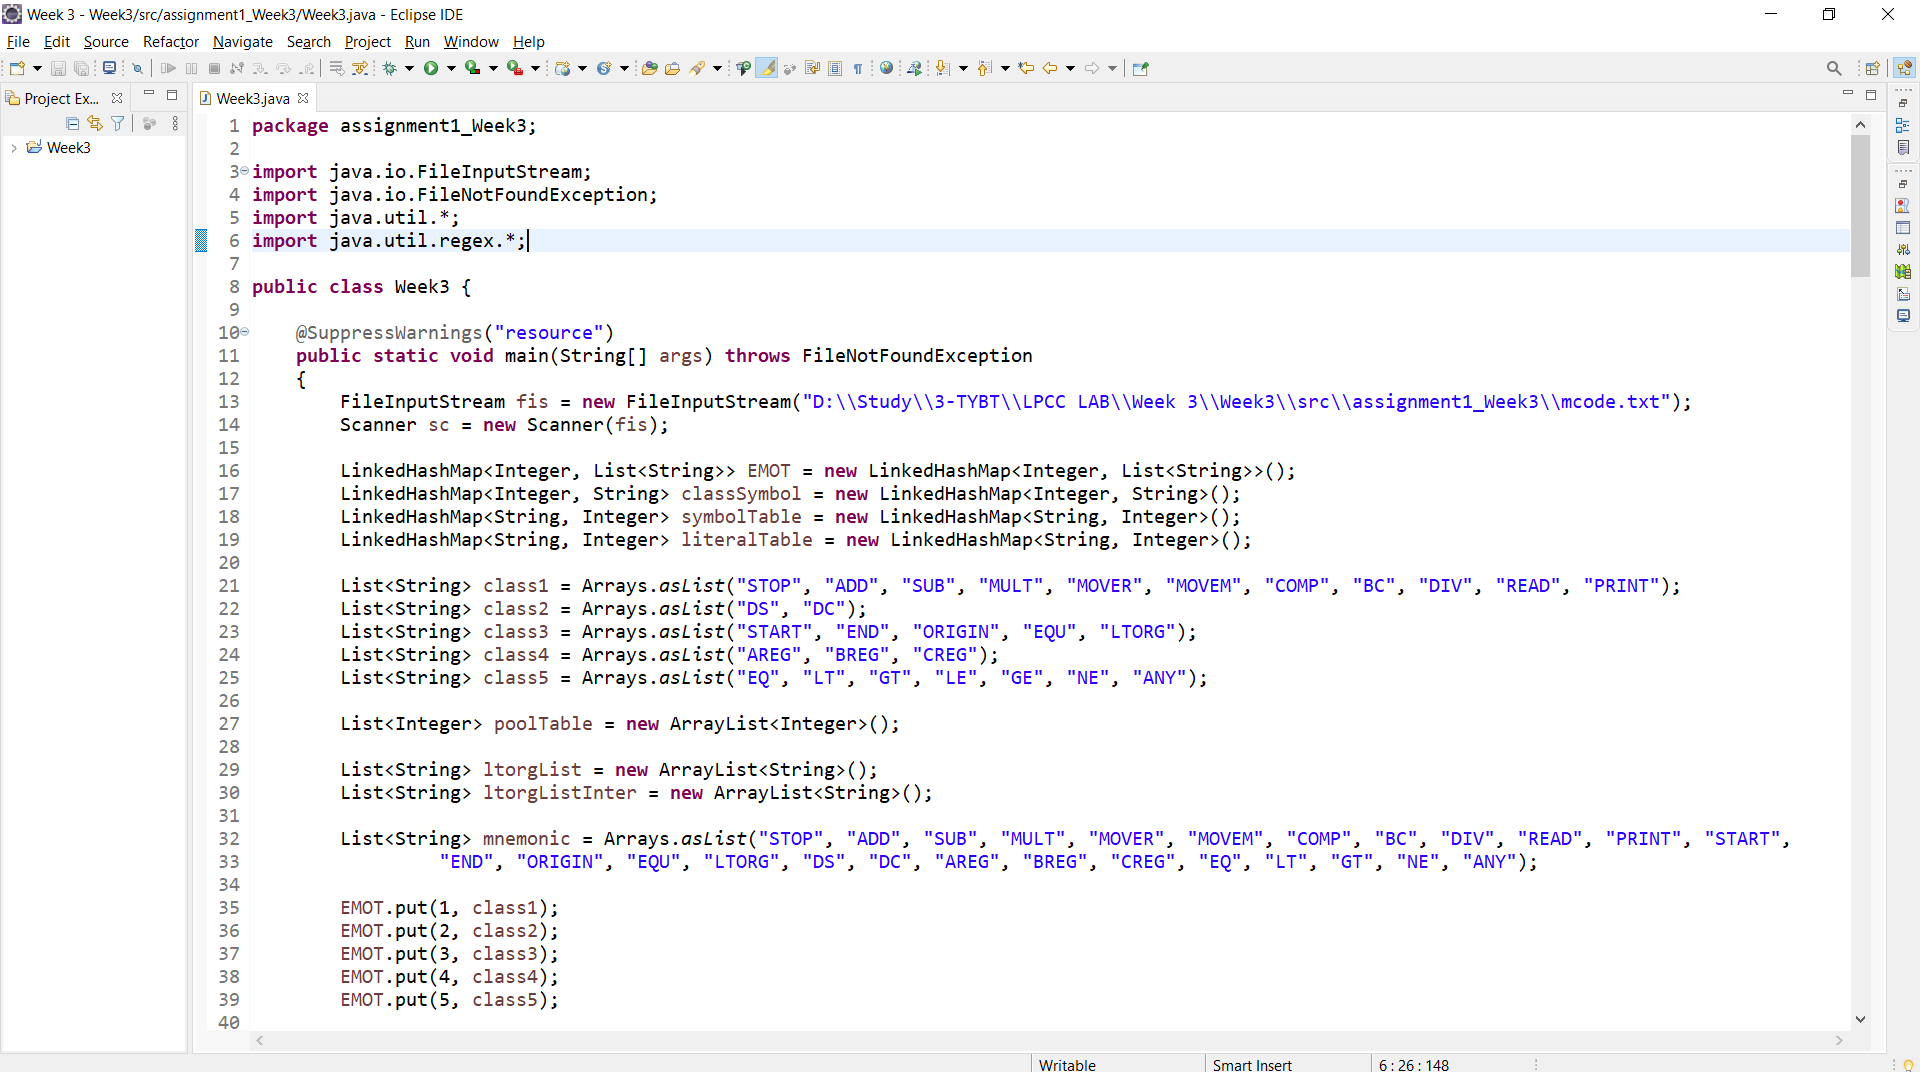 Week 3 - Week3/src/assignment1_Week3/Week3.java - Eclipse IDE
File Edit Source Refactor Navigate Search Project Run Window Help
Project Ex...
Week3
Week3.java
1 package assignment1_Week3;
2
3 import java.io.FileInputStream;
4 import java.io.FileNotFoundException;
5 import java.util.*;
6 import java.util.regex.*;
7
8 public class Week3 {
9
10     @SuppressWarnings("resource")
11     public static void main(String[] args) throws FileNotFoundException
12     {
13         FileInputStream fis = new FileInputStream("D:\\Study\\3-TYBT\\LPCC LAB\\Week 3\\Week3\\src\\assignment1_Week3\\mcode.txt");
14         Scanner sc = new Scanner(fis);
15
16         LinkedHashMap<Integer, List<String>> EMOT = new LinkedHashMap<Integer, List<String>>();
17         LinkedHashMap<Integer, String> classSymbol = new LinkedHashMap<Integer, String>();
18         LinkedHashMap<String, Integer> symbolTable = new LinkedHashMap<String, Integer>();
19         LinkedHashMap<String, Integer> literalTable = new LinkedHashMap<String, Integer>();
20
21         List<String> class1 = Arrays.asList("STOP", "ADD", "SUB", "MULT", "MOVER", "MOVEM", "COMP", "BC", "DIV", "READ", "PRINT");
22         List<String> class2 = Arrays.asList("DS", "DC");
23         List<String> class3 = Arrays.asList("START", "END", "ORIGIN", "EQU", "LTORG");
24         List<String> class4 = Arrays.asList("AREG", "BREG", "CREG");
25         List<String> class5 = Arrays.asList("EQ", "LT", "GT", "LE", "GE", "NE", "ANY");
26
27         List<Integer> poolTable = new ArrayList<Integer>();
28
29         List<String> ltorgList = new ArrayList<String>();
30         List<String> ltorgListInter = new ArrayList<String>();
31
32         List<String> mnemonic = Arrays.asList("STOP", "ADD", "SUB", "MULT", "MOVER", "MOVEM", "COMP", "BC", "DIV", "READ", "PRINT", "START",
33                 "END", "ORIGIN", "EQU", "LTORG", "DS", "DC", "AREG", "BREG", "CREG", "EQ", "LT", "GT", "NE", "ANY");
34
35         EMOT.put(1, class1);
36         EMOT.put(2, class2);
37         EMOT.put(3, class3);
38         EMOT.put(4, class4);
39         EMOT.put(5, class5);
40
Writable Smart Insert 6 : 26 : 148